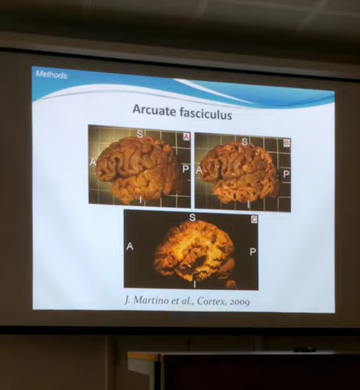 Methods
Arcuate fasciculus
S A
A P
I
S B
A P
I
S C
A P
I
J. Martino et al., Cortex, 2009